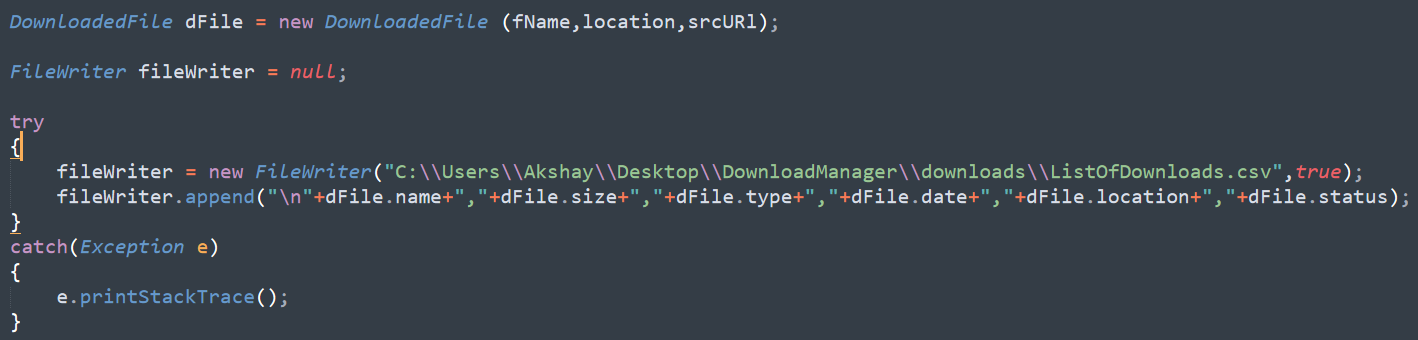 DownloadedFile dFile = new DownloadedFile (fName,location,srcURl);
FileWriter fileWriter = null;
try
{
fileWriter = new FileWriter("C:\\Users\\Akshay\\Desktop\\DownloadManager\\downloads\\ListOfDownloads.csv",true);
fileWriter.append("\n"+dFile.name+","+dFile.size+","+dFile.type+","+dFile.date+","+dFile.location+","+dFile.status);
}
catch(Exception e)
{
e.printStackTrace();
}